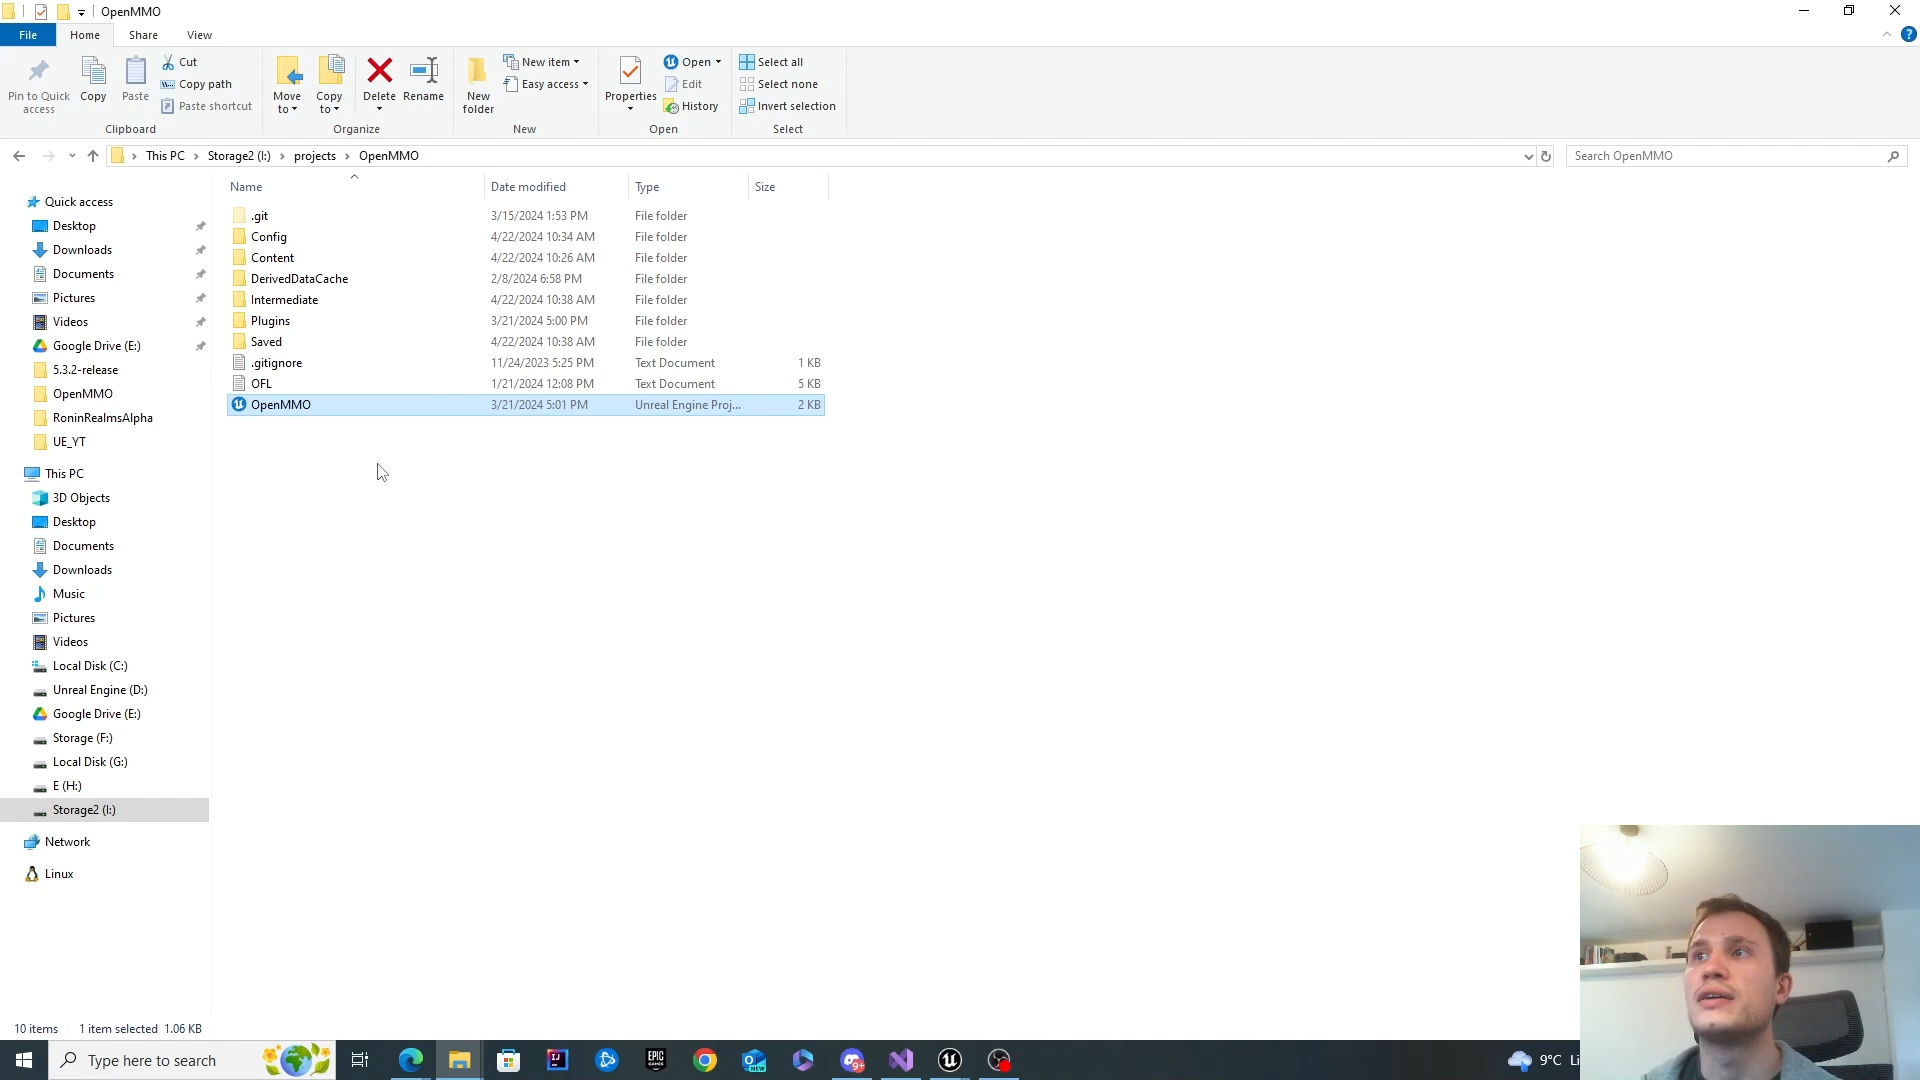 OpenMMO
File
Home
Share
View
Pin to Quick
access
Copy
Paste
Cut
Copy path
Paste shortcut
Clipboard
Move
to
Copy
to
Delete
Rename
Organize
New
folder
New item
Easy access
New
Properties
Open
Edit
History
Open
Select all
Select none
Invert selection
Select
This PC
Storage2 (I:)
projects
OpenMMO
Search OpenMMO
Name
Date modified
Type
Size
.git 3/15/2024 1:53 PM File folder
Config 4/22/2024 10:34 AM File folder
Content 4/22/2024 10:26 AM File folder
DerivedDataCache 2/8/2024 6:58 PM File folder
Intermediate 4/22/2024 10:38 AM File folder
Plugins 3/21/2024 5:00 PM File folder
Saved 4/22/2024 10:38 AM File folder
.gitignore 11/24/2023 5:25 PM Text Document 1 KB
OFL 1/21/2024 12:08 PM Text Document 5 KB
OpenMMO 3/21/2024 5:01 PM Unreal Engine Proj... 2 KB
Quick access
Desktop
Downloads
Documents
Pictures
Videos
Google Drive (E:)
5.3.2-release
OpenMMO
RoninRealmsAlpha
UE_YT
This PC
3D Objects
Desktop
Documents
Downloads
Music
Pictures
Videos
Local Disk (C:)
Unreal Engine (D:)
Google Drive (E:)
Storage (F:)
Local Disk (G:)
E (H:)
Storage2 (I:)
Network
Linux
10 items
1 item selected 1.06 KB
Type here to search
EPIC
GAMES
NEW
9+
9°C Li